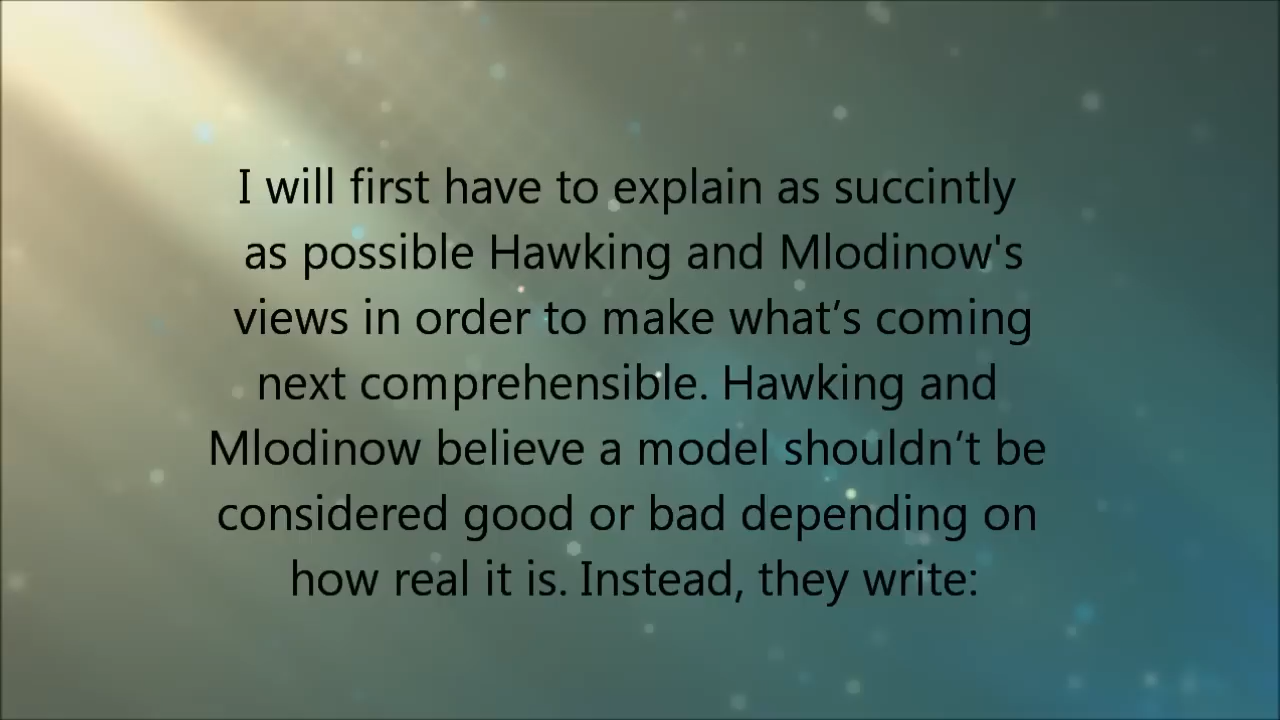 I will first have to explain as succintly
as possible Hawking and Mlodinow's
views in order to make what’s coming
next comprehensible. Hawking and
Mlodinow believe a model shouldn’t be
considered good or bad depending on
how real it is. Instead, they write: